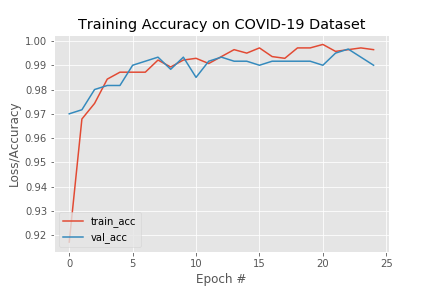 Training Accuracy on COVID-19 Dataset
1.00
0.99
0.98
0.97
0.96
0.95
0.94
0.93
0.92
Loss/Accuracy
train_acc
val_acc
0 5 10 15 20 25
Epoch #